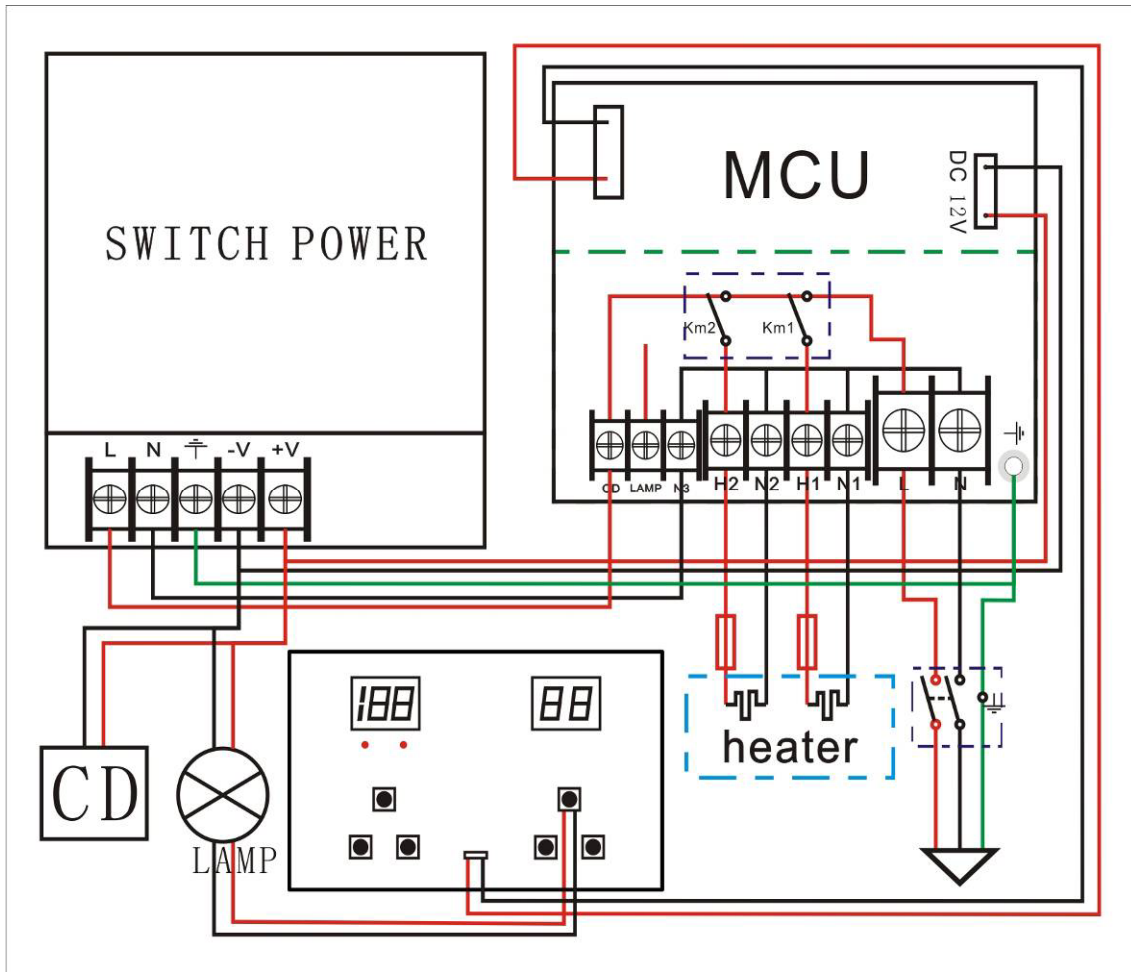 MCU
DC 12V
SWITCH POWER
Km2
Km1
L
N
-V
+V
CD
LAMP
N3
H2
N2
H1
N1
L
N
188
88
heater
CD
LAMP